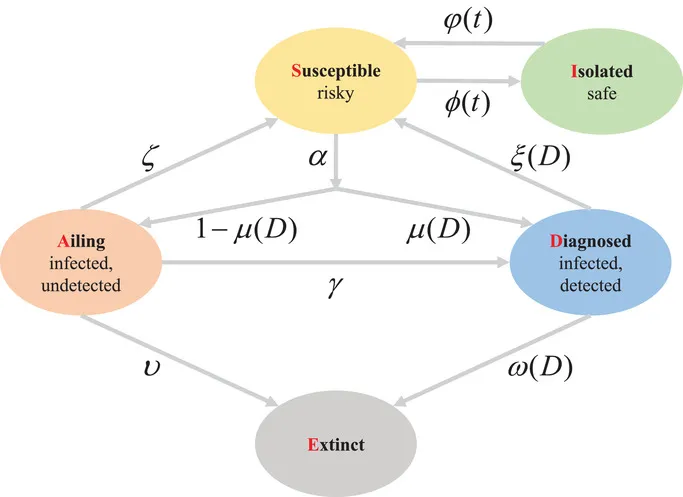 φ(t)
Susceptible
risky
Isolated
safe
ϕ(t)
ζ
α
ξ(D)
1−μ(D)
μ(D)
Ailing
infected,
undetected
Diagnosed
infected,
detected
γ
υ
ω(D)
Extinct